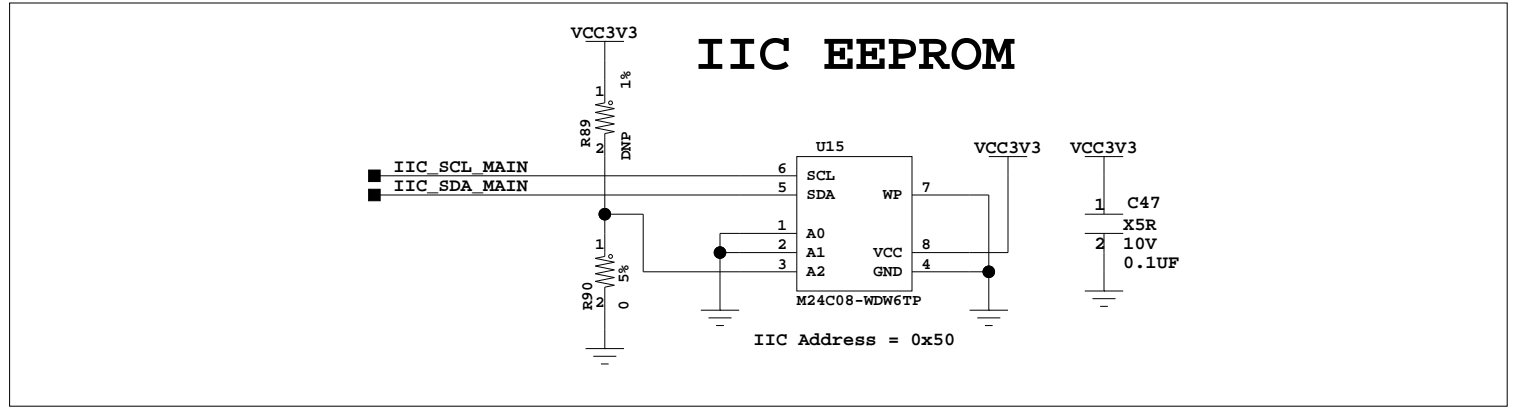 IIC EEPROM
VCC3V3
1
1%
R89
DNP
2
IIC_SCL_MAIN
IIC_SDA_MAIN
1
R90
5%
2
0
U15
6 SCL
5 SDA
1 A0
2 A1
3 A2
WP 7
VCC 8
GND 4
M24C08-WDW6TP
IIC Address = 0x50
VCC3V3
VCC3V3
1
C47
X5R
2
10V
0.1UF